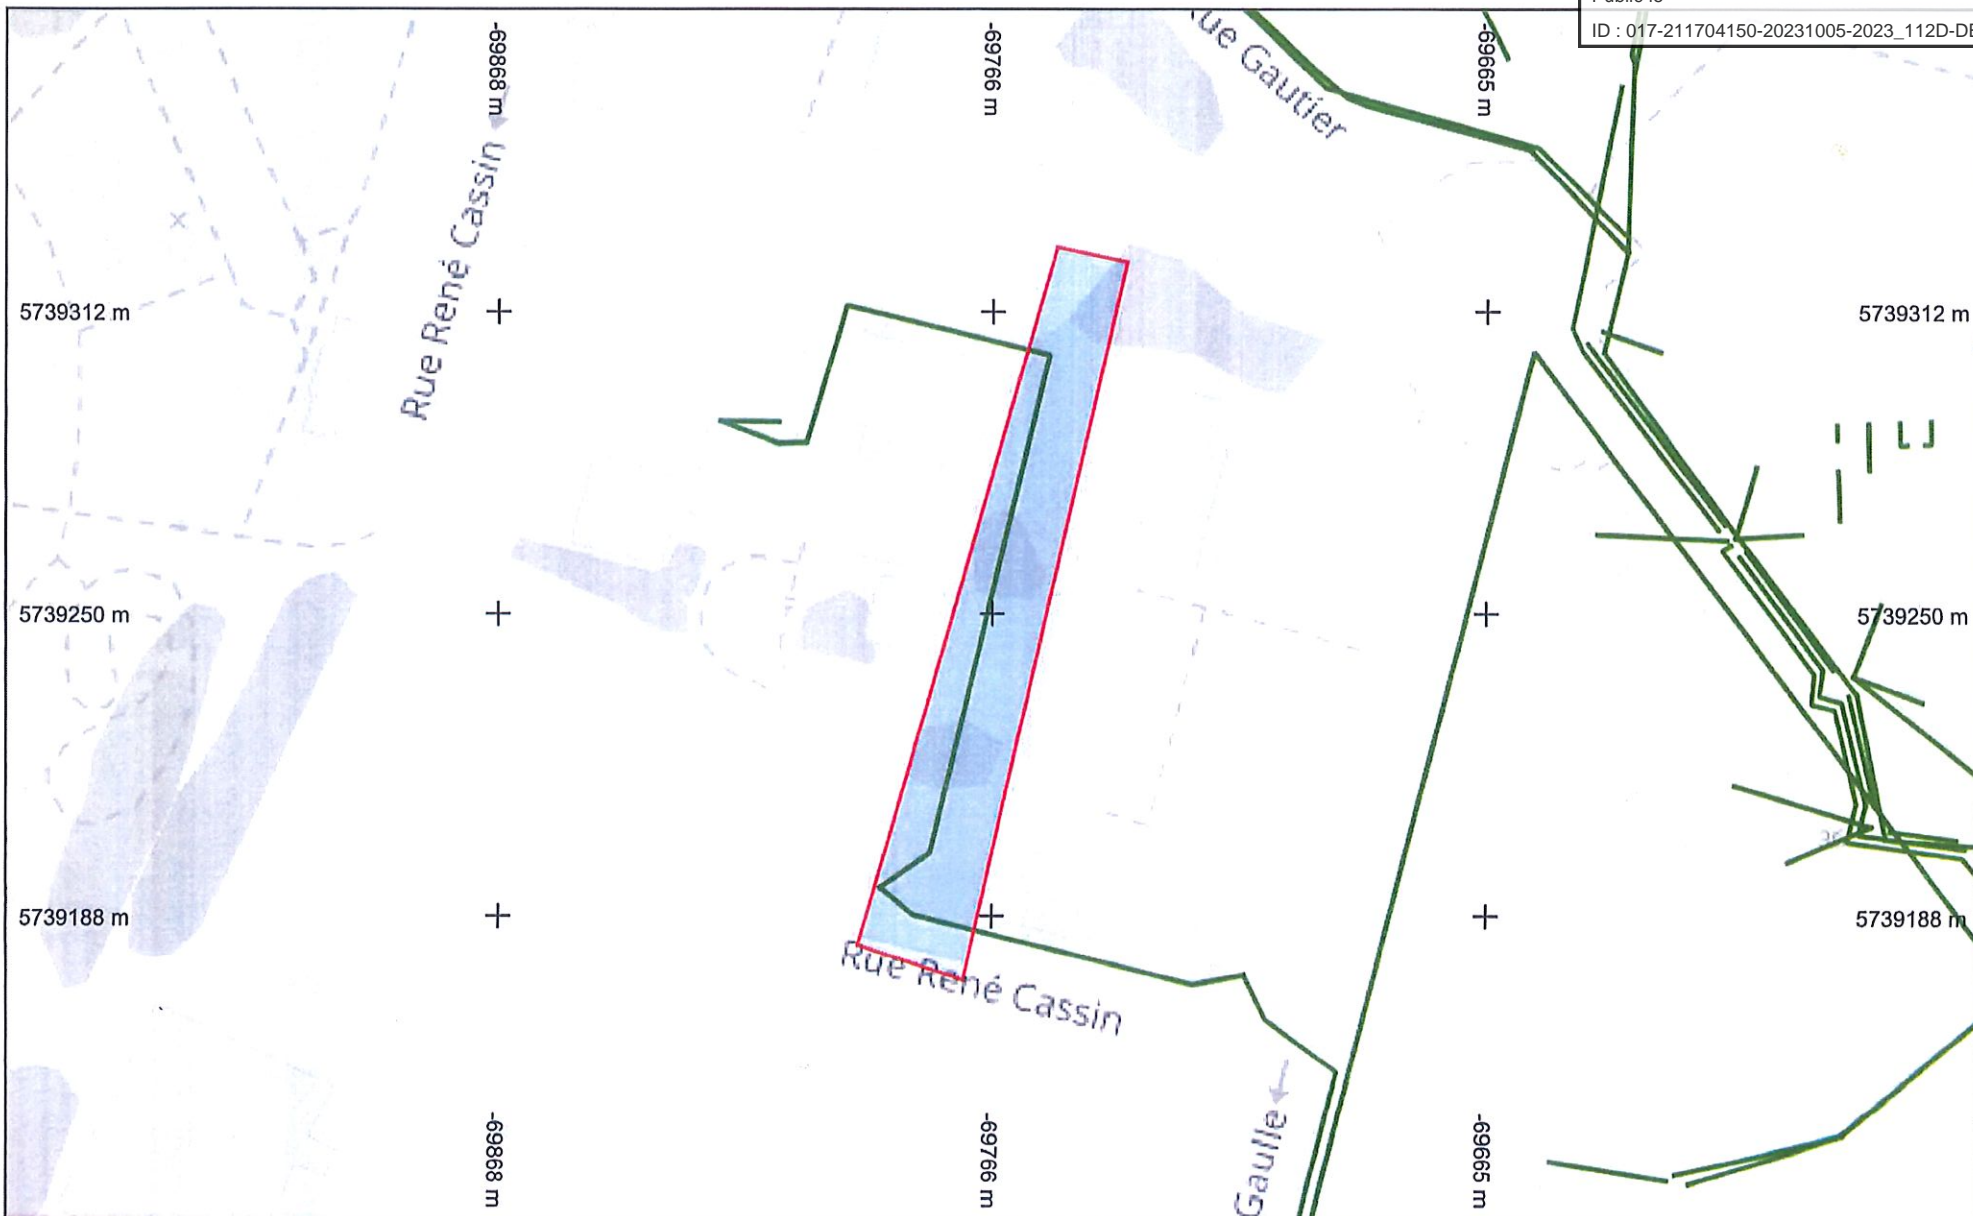 ID : 017-211704150-20231005-2023_112D-DE
-69868 m
-69766 m
-69665 m
ue Gautier
Rue René Cassin
5739312 m
5739312 m
5739250 m
5739250 m
5739188 m
5739188 m
Rue René Cassin
Gaulle
-69868 m
-69766 m
-69665 m